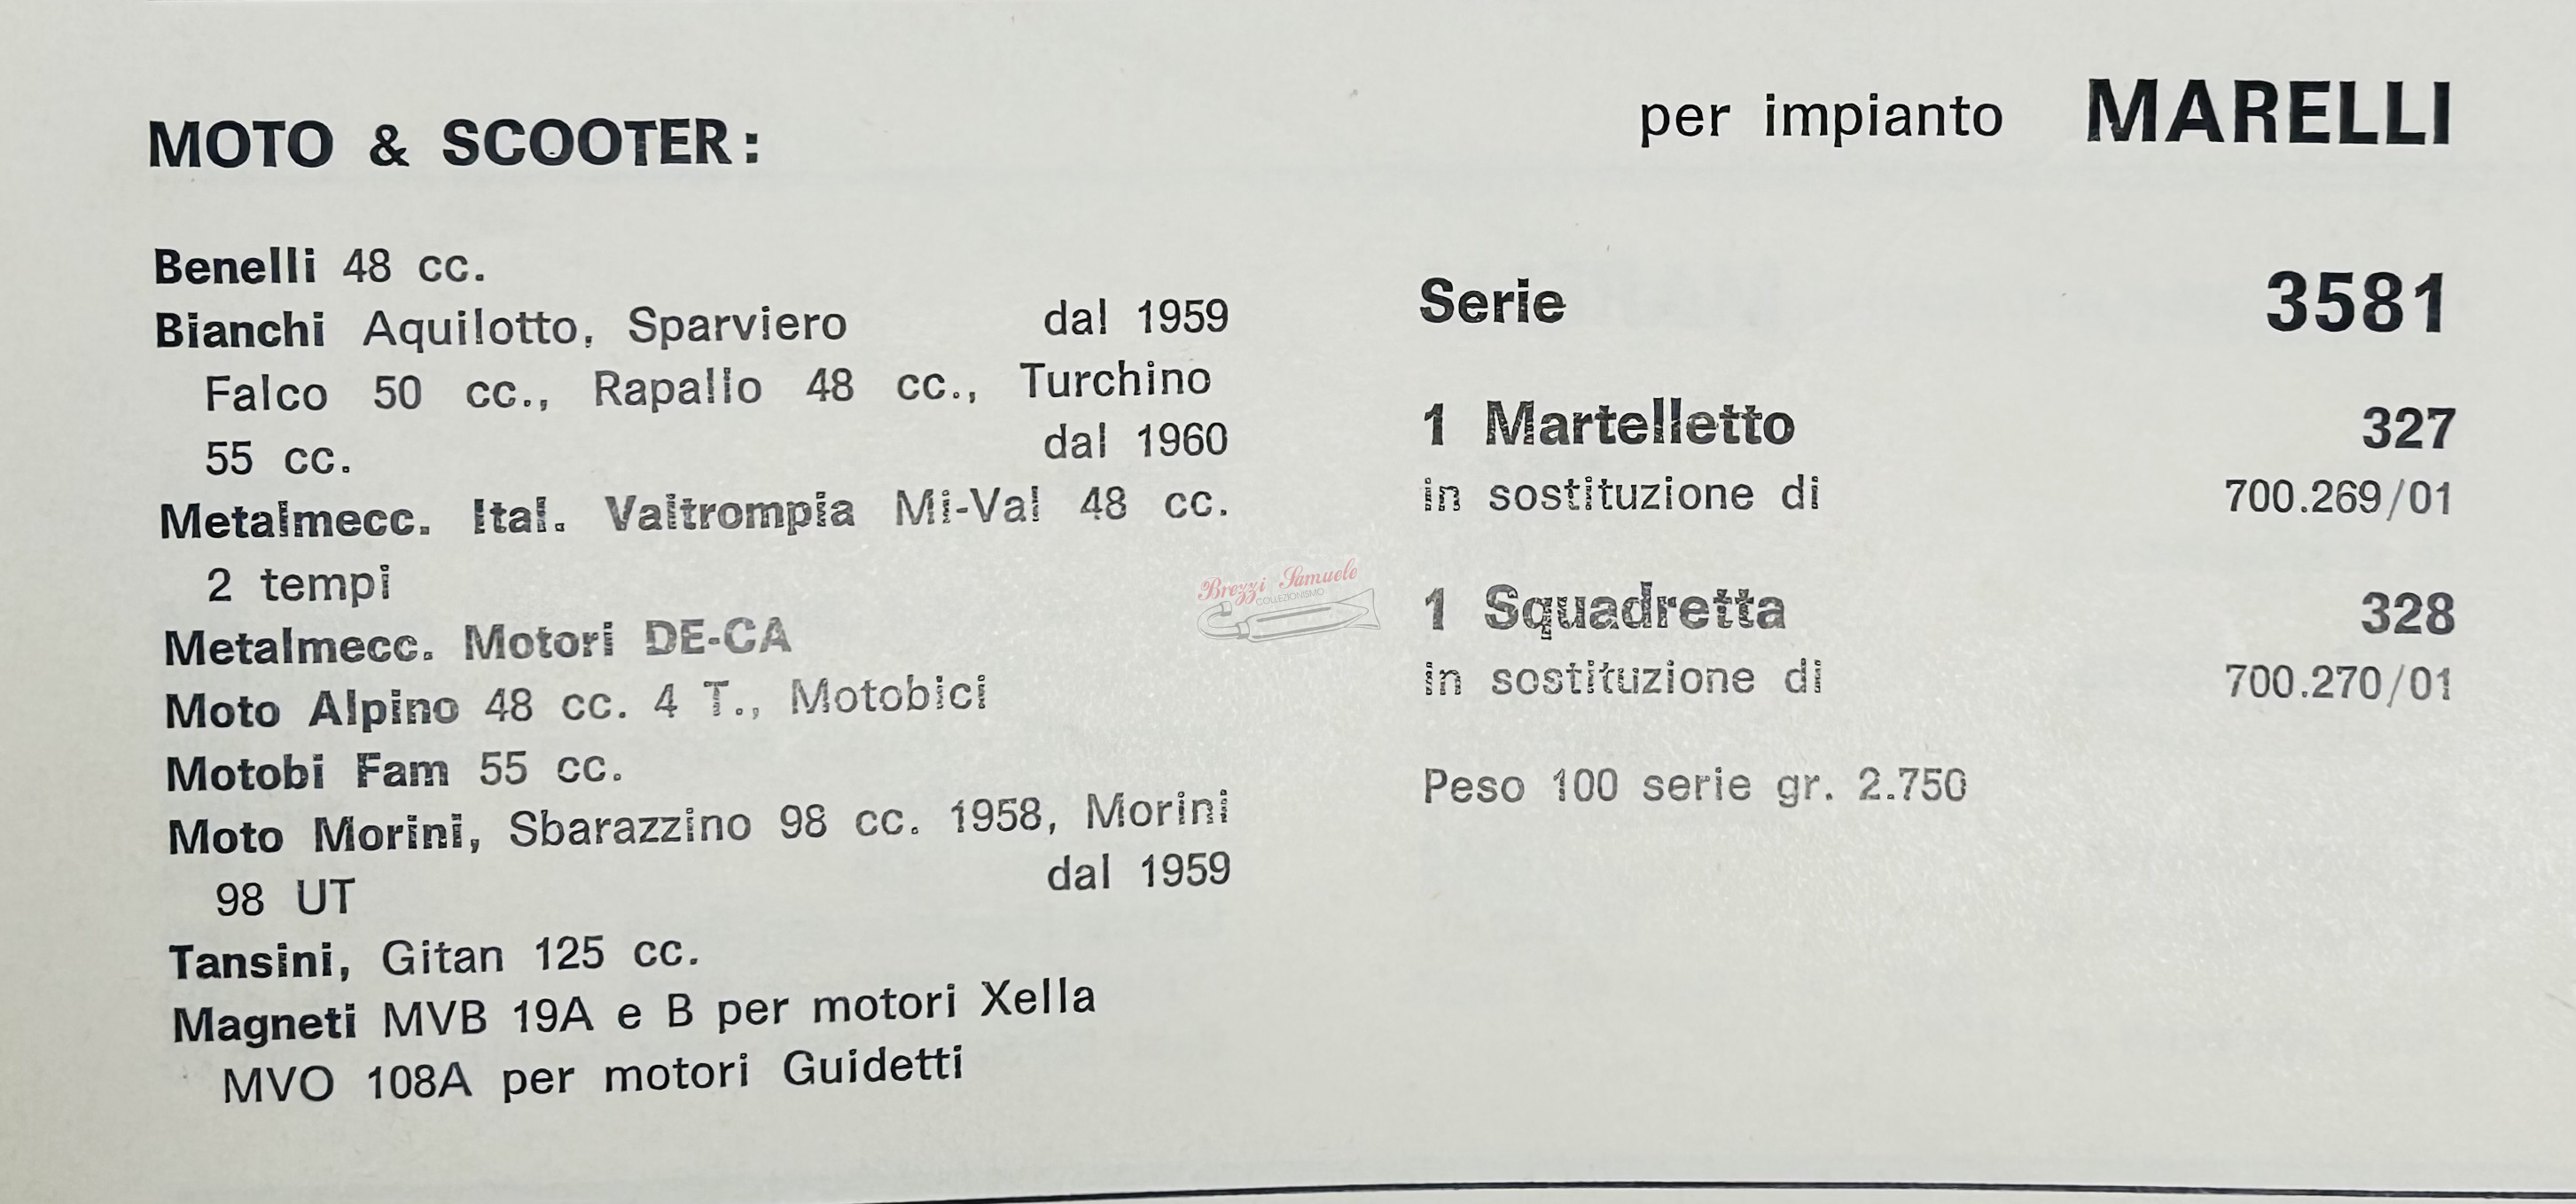 MOTO & SCOOTER:
per impianto MARELLI
Benelli 48 cc.
Bianchi Aquilotto, Sparviero dal 1959
Falco 50 cc., Rapallo 48 cc., Turchino
55 cc. dal 1960
Metalmecc. Ital. Valtrompia Mi-Val 48 cc.
2 tempi
Metalmecc. Motori DE-CA
Moto Alpino 48 cc. 4 T., Motobici
Motobi Fam 55 cc.
Moto Morini, Sbarazzino 98 cc. 1958, Morini
98 UT dal 1959
Tansini, Gitan 125 cc.
Magneti MVB 19A e B per motori Xella
MVO 108A per motori Guidetti
Serie 3581
1 Martelletto 327
in sostituzione di 700.269/01
1 Squadretta 328
in sostituzione di 700.270/01
Peso 100 serie gr. 2.750
Brezzi Samuele
COLLEZIONISMO